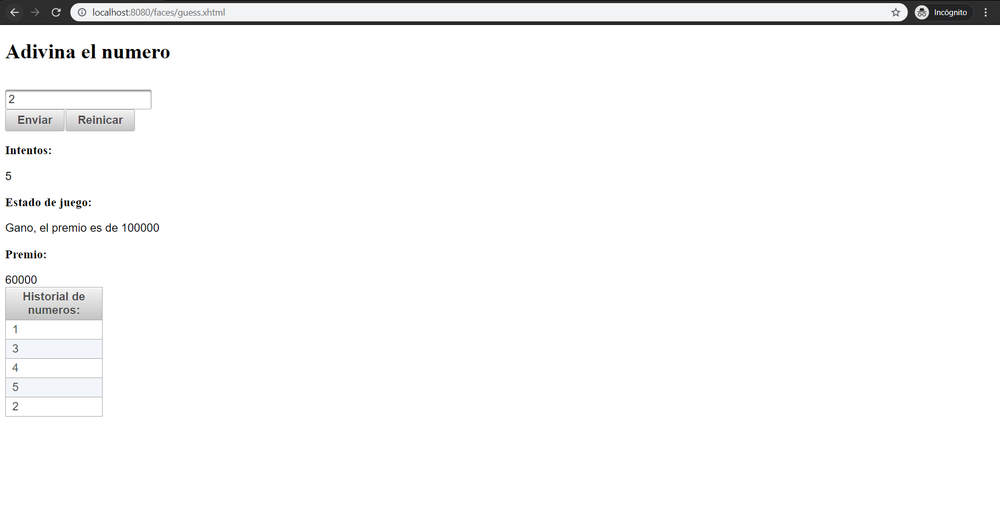 localhost:8080/faces/guess.xhtml
Incógnito
Adivina el numero
2
Enviar Reinicar
Intentos:
5
Estado de juego:
Gano, el premio es de 100000
Premio:
60000
Historial de
numeros:
1
3
4
5
2